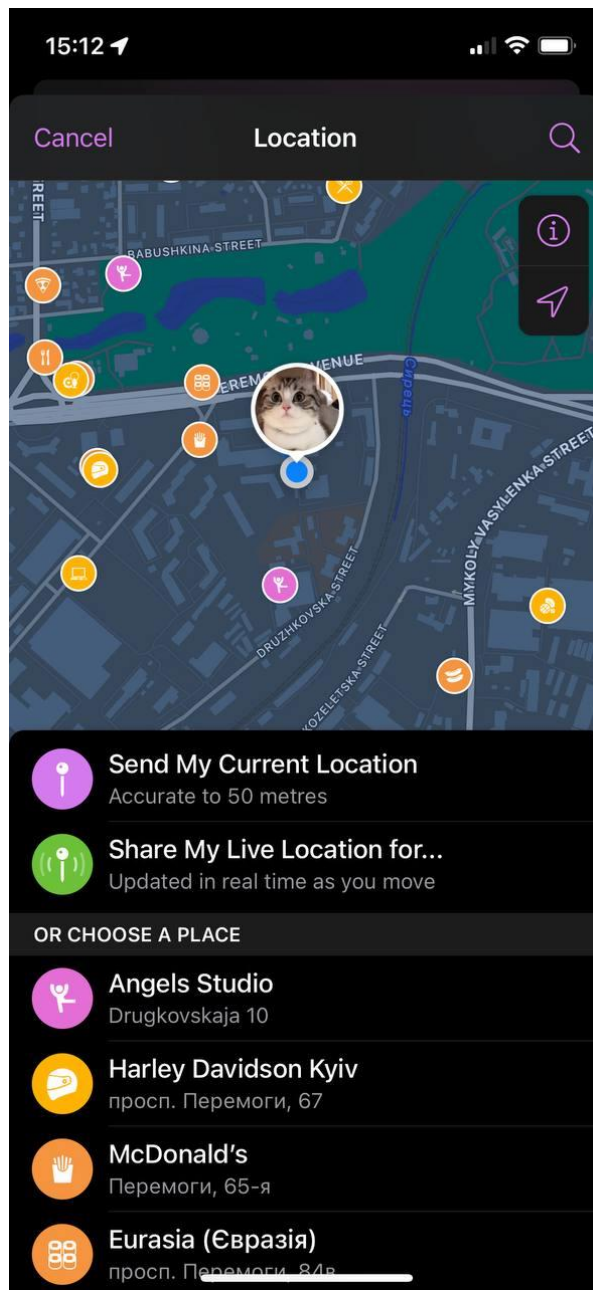 15:12
Cancel
Location
STREET
BABUSHKINA STREET
AVENUE
Сирець
MYKOLY VASYLENKA STREET
DRUZHKOVSKA STREET
KOZELETSKA STREET
Send My Current Location
Accurate to 50 metres
Share My Live Location for...
Updated in real time as you move
OR CHOOSE A PLACE
Angels Studio
Drugkovskaja 10
Harley Davidson Kyiv
просп. Перемоги, 67
McDonald's
Перемоги, 65-я
Eurasia (Євразія)
просп. Перемоги, 84в